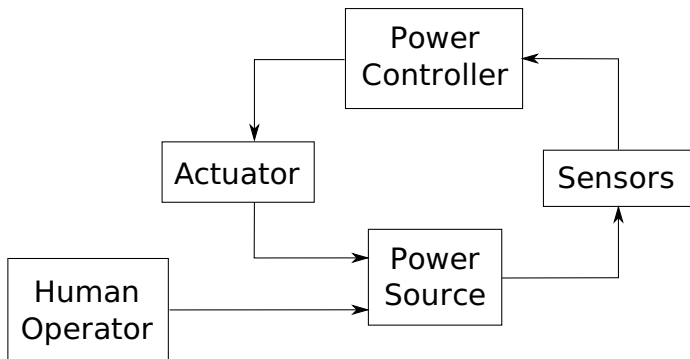 Power
Controller
Actuator
Sensors
Power
Source
Human
Operator